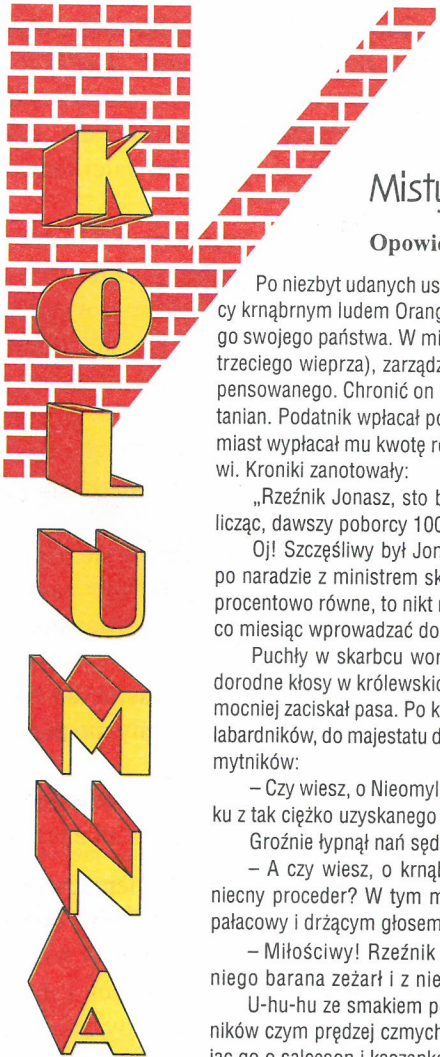 KOLUMNA
Mistu
Opowie
Po niezbyt udanych us
cy krnąbrnym ludem Orang
go swojego państwa. W mi
trzeciego wieprza), zarządz
pensowanego. Chronić on
tanian. Podatnik wpłacał po
miast wypłacał mu kwotę ró
wi. Kroniki zanotowały:
„Rzeźnik Jonasz, sto b
licząc, dawszy poborcy 100
Oj! Szczęśliwy był Jon
po naradzie z ministrem sk
procentowo równe, to nikt n
co miesiąc wprowadzać do
Puchły w skarbcu wor
dorodne kłosy w królewskic
mocniej zaciskał pasa. Po k
labardników, do majestatu d
mytników:
– Czy wiesz, o Nieomyl
ku z tak ciężko uzyskanego
Groźnie łypnął nań sęd
– A czy wiesz, o krnąb
niecny proceder? W tym m
pałacowy i drżącym głosem
– Miłościwy! Rzeźnik
niego barana zeżarł i z nie
U-hu-hu ze smakiem p
ników czym prędzej czmych